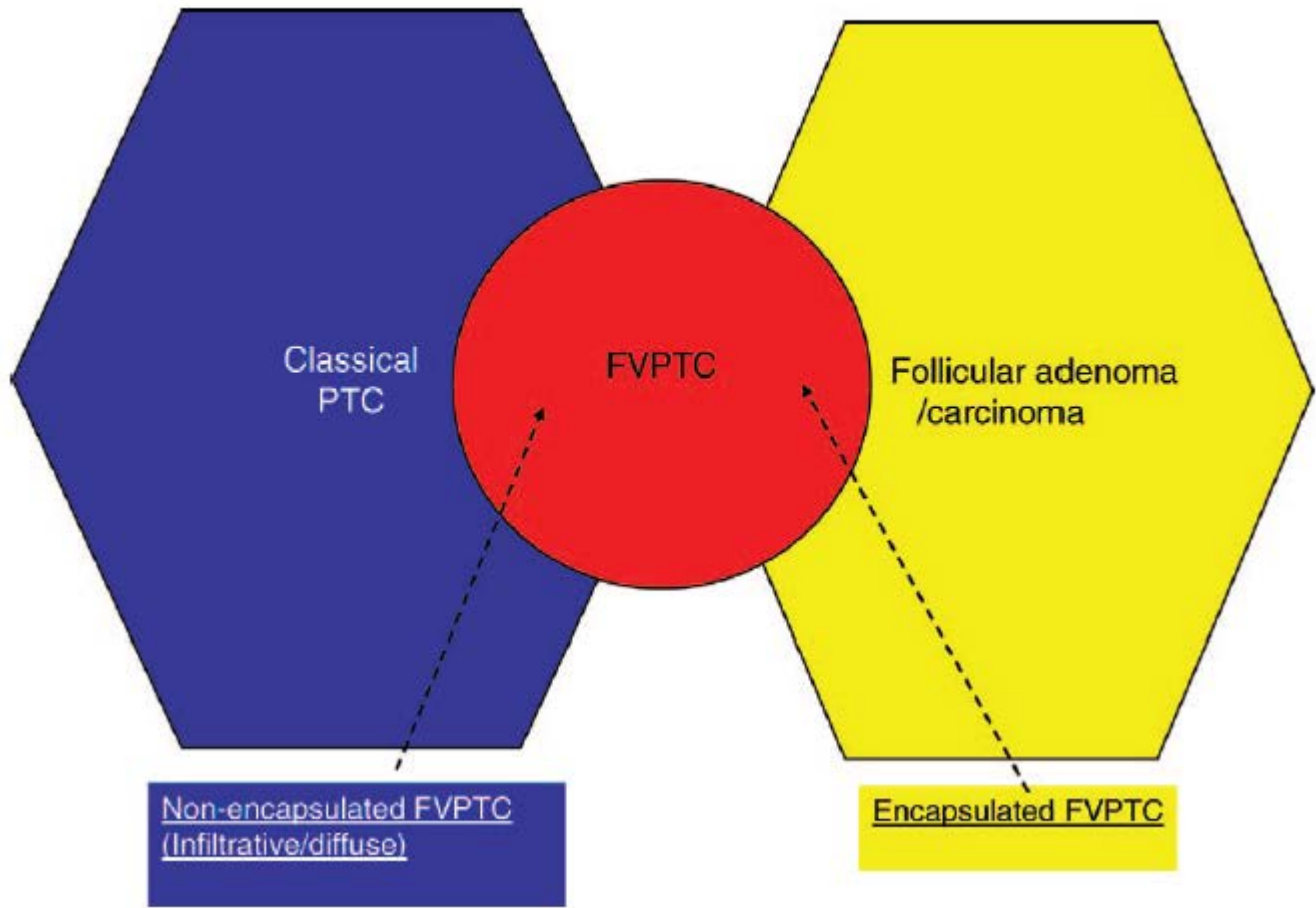 Classical
PTC
FVPTC
Follicular adenoma
/carcinoma
Non-encapsulated FVPTC
(Infiltrative/diffuse)
Encapsulated FVPTC